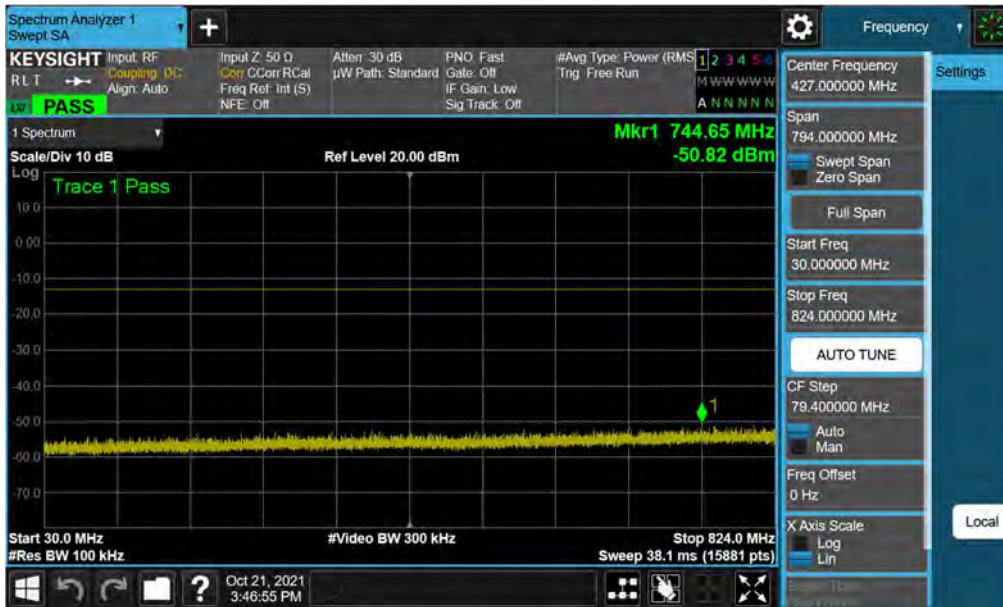 Spectrum Analyzer 1
Swept SA
Frequency
KEYSIGHT
Input: RF
Coupling: DC
Align: Auto
Input Z: 50 Ω
Corr CCorr RCal
Freq Ref: Int (S)
NFE: Off
Atten: 30 dB
µW Path: Standard
PNO: Fast
Gate: Off
IF Gain: Low
Sig Track: Off
#Avg Type: Power (RMS
Trig: Free Run
1 2 3 4 5 6
M W W W W W
A N N N N N
R L T
LXI
PASS
1 Spectrum
Scale/Div 10 dB
Ref Level 20.00 dBm
Mkr1 744.65 MHz
-50.82 dBm
Log
Trace 1 Pass
10.0
0.00
-10.0
-20.0
-30.0
-40.0
-50.0
-60.0
-70.0
1
Start 30.0 MHz
#Video BW 300 kHz
Stop 824.0 MHz
#Res BW 100 kHz
Sweep 38.1 ms (15881 pts)
Oct 21, 2021
3:46:55 PM
Center Frequency
427.000000 MHz
Settings
Span
794.000000 MHz
Swept Span
Zero Span
Full Span
Start Freq
30.000000 MHz
Stop Freq
824.000000 MHz
AUTO TUNE
CF Step
79.400000 MHz
Auto
Man
Freq Offset
0 Hz
X Axis Scale
Log
Lin
Local